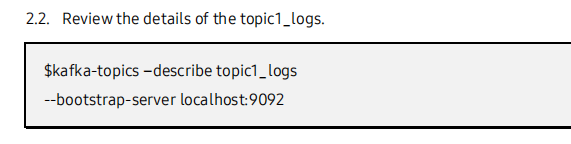 2.2. Review the details of the topic1_logs.
$kafka-topics –describe topic1_logs
--bootstrap-server localhost:9092